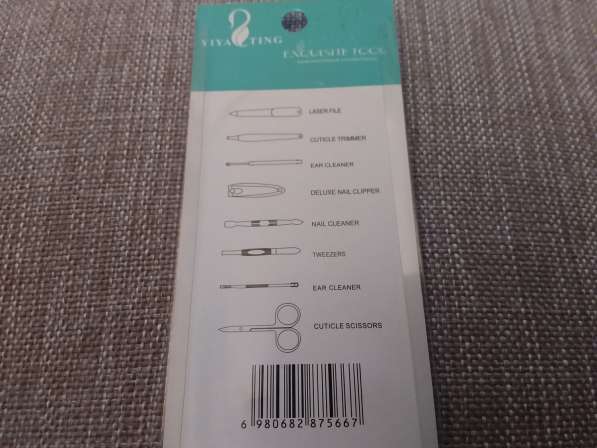 YIYA TING
EXQUISITE TOOL
LASER FILE
CUTICLE TRIMMER
EAR CLEANER
DELUXE NAIL CLIPPER
NAIL CLEANER
TWEEZERS
EAR CLEANER
CUTICLE SCISSORS
6 980682 875667